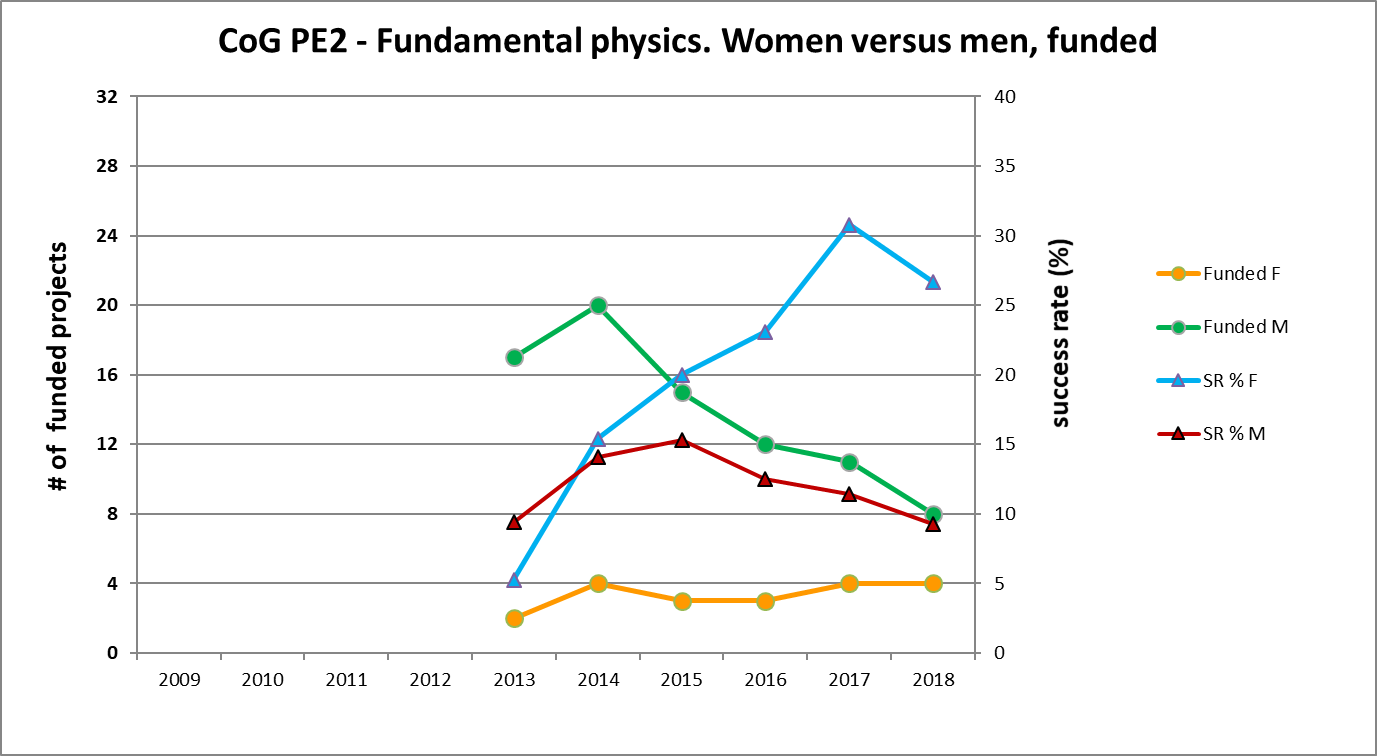 CoG PE2 - Fundamental physics. Women versus men, funded
32
28
24
20
16
12
8
4
0
# of  funded projects
40
35
30
25
20
15
10
5
0
success rate (%)
2009 2010 2011 2012 2013 2014 2015 2016 2017 2018
Funded F
Funded M
SR % F
SR % M